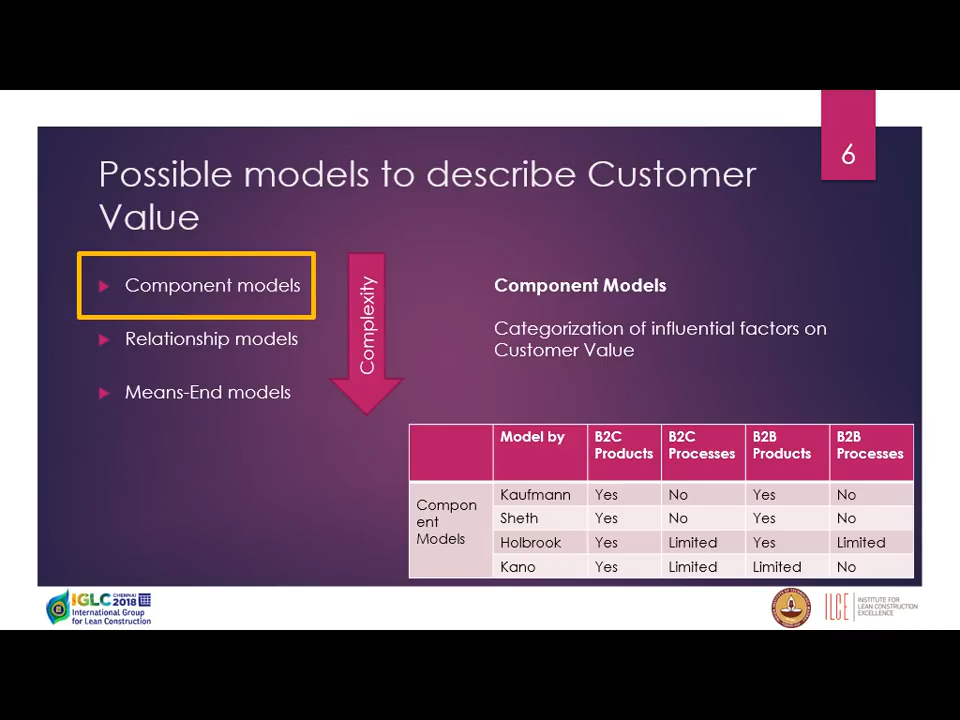 6
Possible models to describe Customer
Value
Component models
Relationship models
Means-End models
Complexity
Component Models
Categorization of influential factors on
Customer Value
Model by B2C Products B2C Processes B2B Products B2B Processes
Compon
ent
Models
Kaufmann Yes No Yes No
Sheth Yes No Yes No
Holbrook Yes Limited Yes Limited
Kano Yes Limited Limited No
IGLC CHENNAI 2018
International Group
for Lean Construction
ILCE
INSTITUTE FOR
LEAN CONSTRUCTION
EXCELLENCE